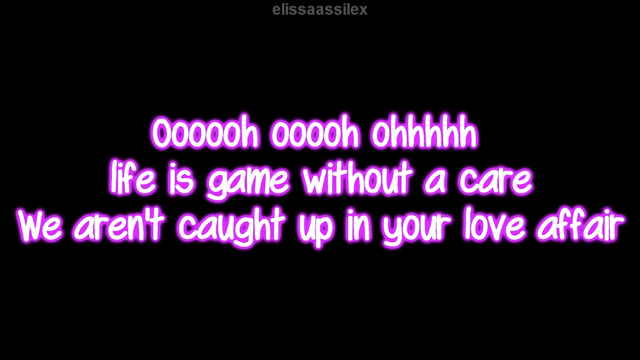 elissaassilex
Oooooh ooooh ohhhhh
life is game without a care
We aren't caught up in your love affair